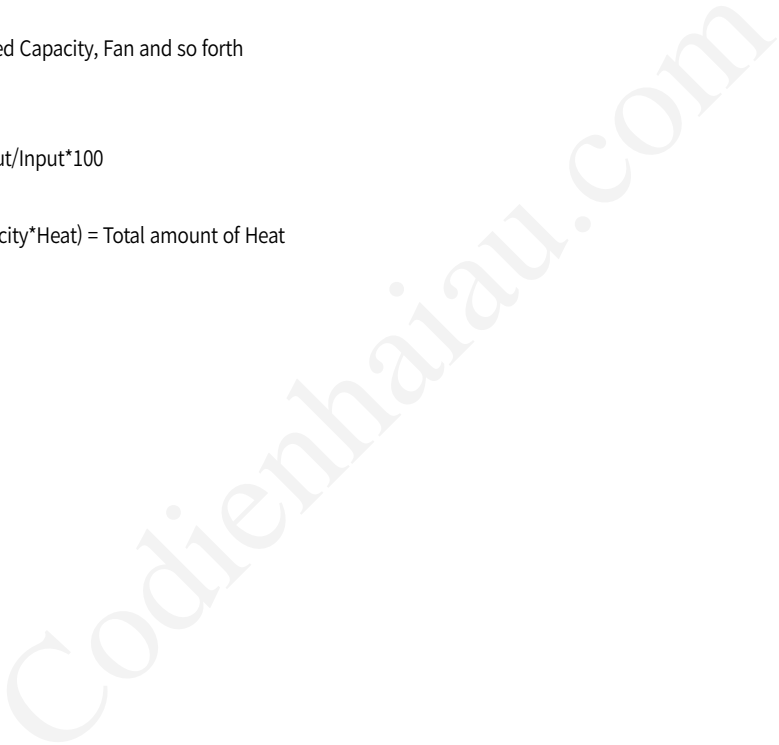 ed Capacity, Fan and so forth
ut/Input*100
city*Heat) = Total amount of Heat
Codienhaiau.com